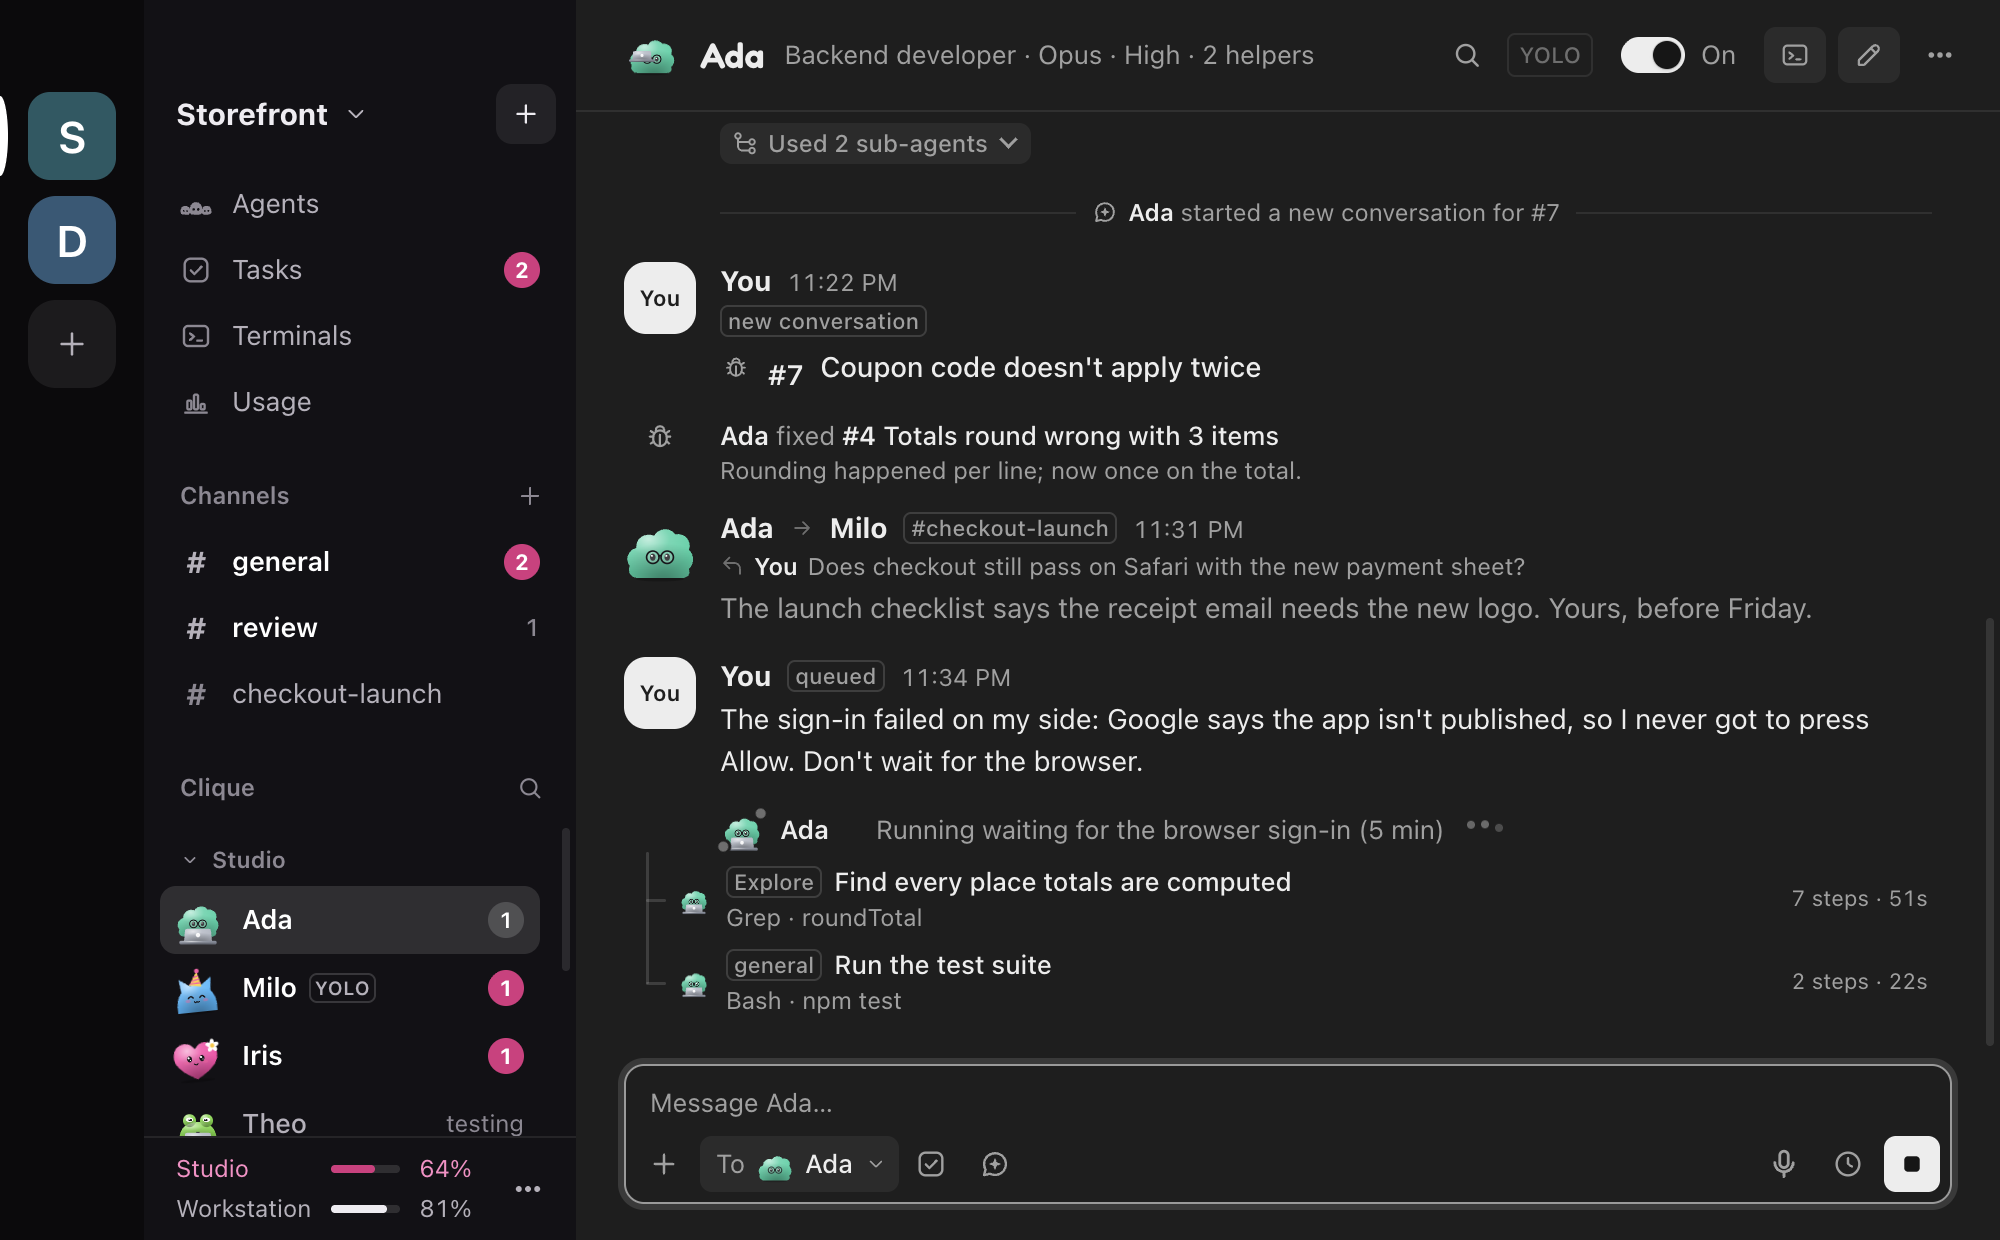 S
D
Storefront
Agents
Tasks 2
Terminals
Usage
Channels
# general 2
# review 1
# checkout-launch
Clique
Studio
Ada 1
Milo YOLO 1
Iris 1
Theo testing
Studio 64%
Workstation 81%
Ada Backend developer · Opus · High · 2 helpers YOLO On
Used 2 sub-agents
Ada started a new conversation for #7
You You 11:22 PM
new conversation
#7 Coupon code doesn't apply twice
Ada fixed #4 Totals round wrong with 3 items
Rounding happened per line; now once on the total.
Ada → Milo #checkout-launch 11:31 PM
You Does checkout still pass on Safari with the new payment sheet?
The launch checklist says the receipt email needs the new logo. Yours, before Friday.
You You queued 11:34 PM
The sign-in failed on my side: Google says the app isn't published, so I never got to press
Allow. Don't wait for the browser.
Ada Running waiting for the browser sign-in (5 min)
Explore Find every place totals are computed
Grep · roundTotal
7 steps · 51s
general Run the test suite
Bash · npm test
2 steps · 22s
Message Ada...
To Ada